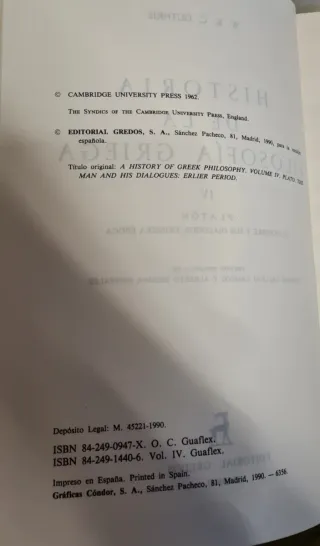 © CAMBRIDGE UNIVERSITY PRESS 1962.
THE SYNDICS OF THE CAMBRIDGE UNIVERSITY PRESS, England.
© EDITORIAL GREDOS, S. A., Sánchez Pacheco, 81, Madrid, 1990, para la versión
española.
Título original: A HISTORY OF GREEK PHILOSOPHY. VOLUME IV. PLATO. THE
MAN AND HIS DIALOGUES: ERLIER PERIOD.
Depósito Legal: M. 45221-1990.
ISBN 84-249-0947-X. O. C. Guaflex.
ISBN 84-249-1440-6. Vol. IV. Guaflex.
Impreso en España. Printed in Spain.
Gráficas Cóndor, S. A., Sánchez Pacheco, 81, Madrid, 1990. — 6356.